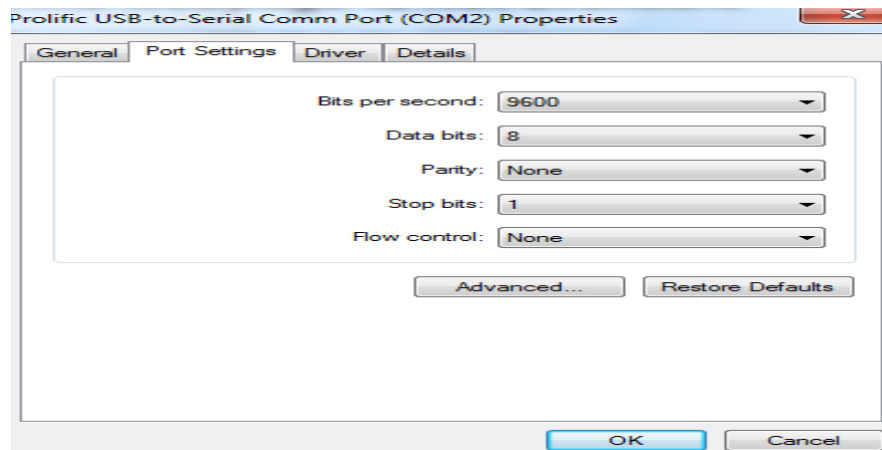 Prolific USB-to-Serial Comm Port (COM2) Properties
General Port Settings Driver Details
Bits per second: 9600
Data bits: 8
Parity: None
Stop bits: 1
Flow control: None
Advanced... Restore Defaults
OK Cancel